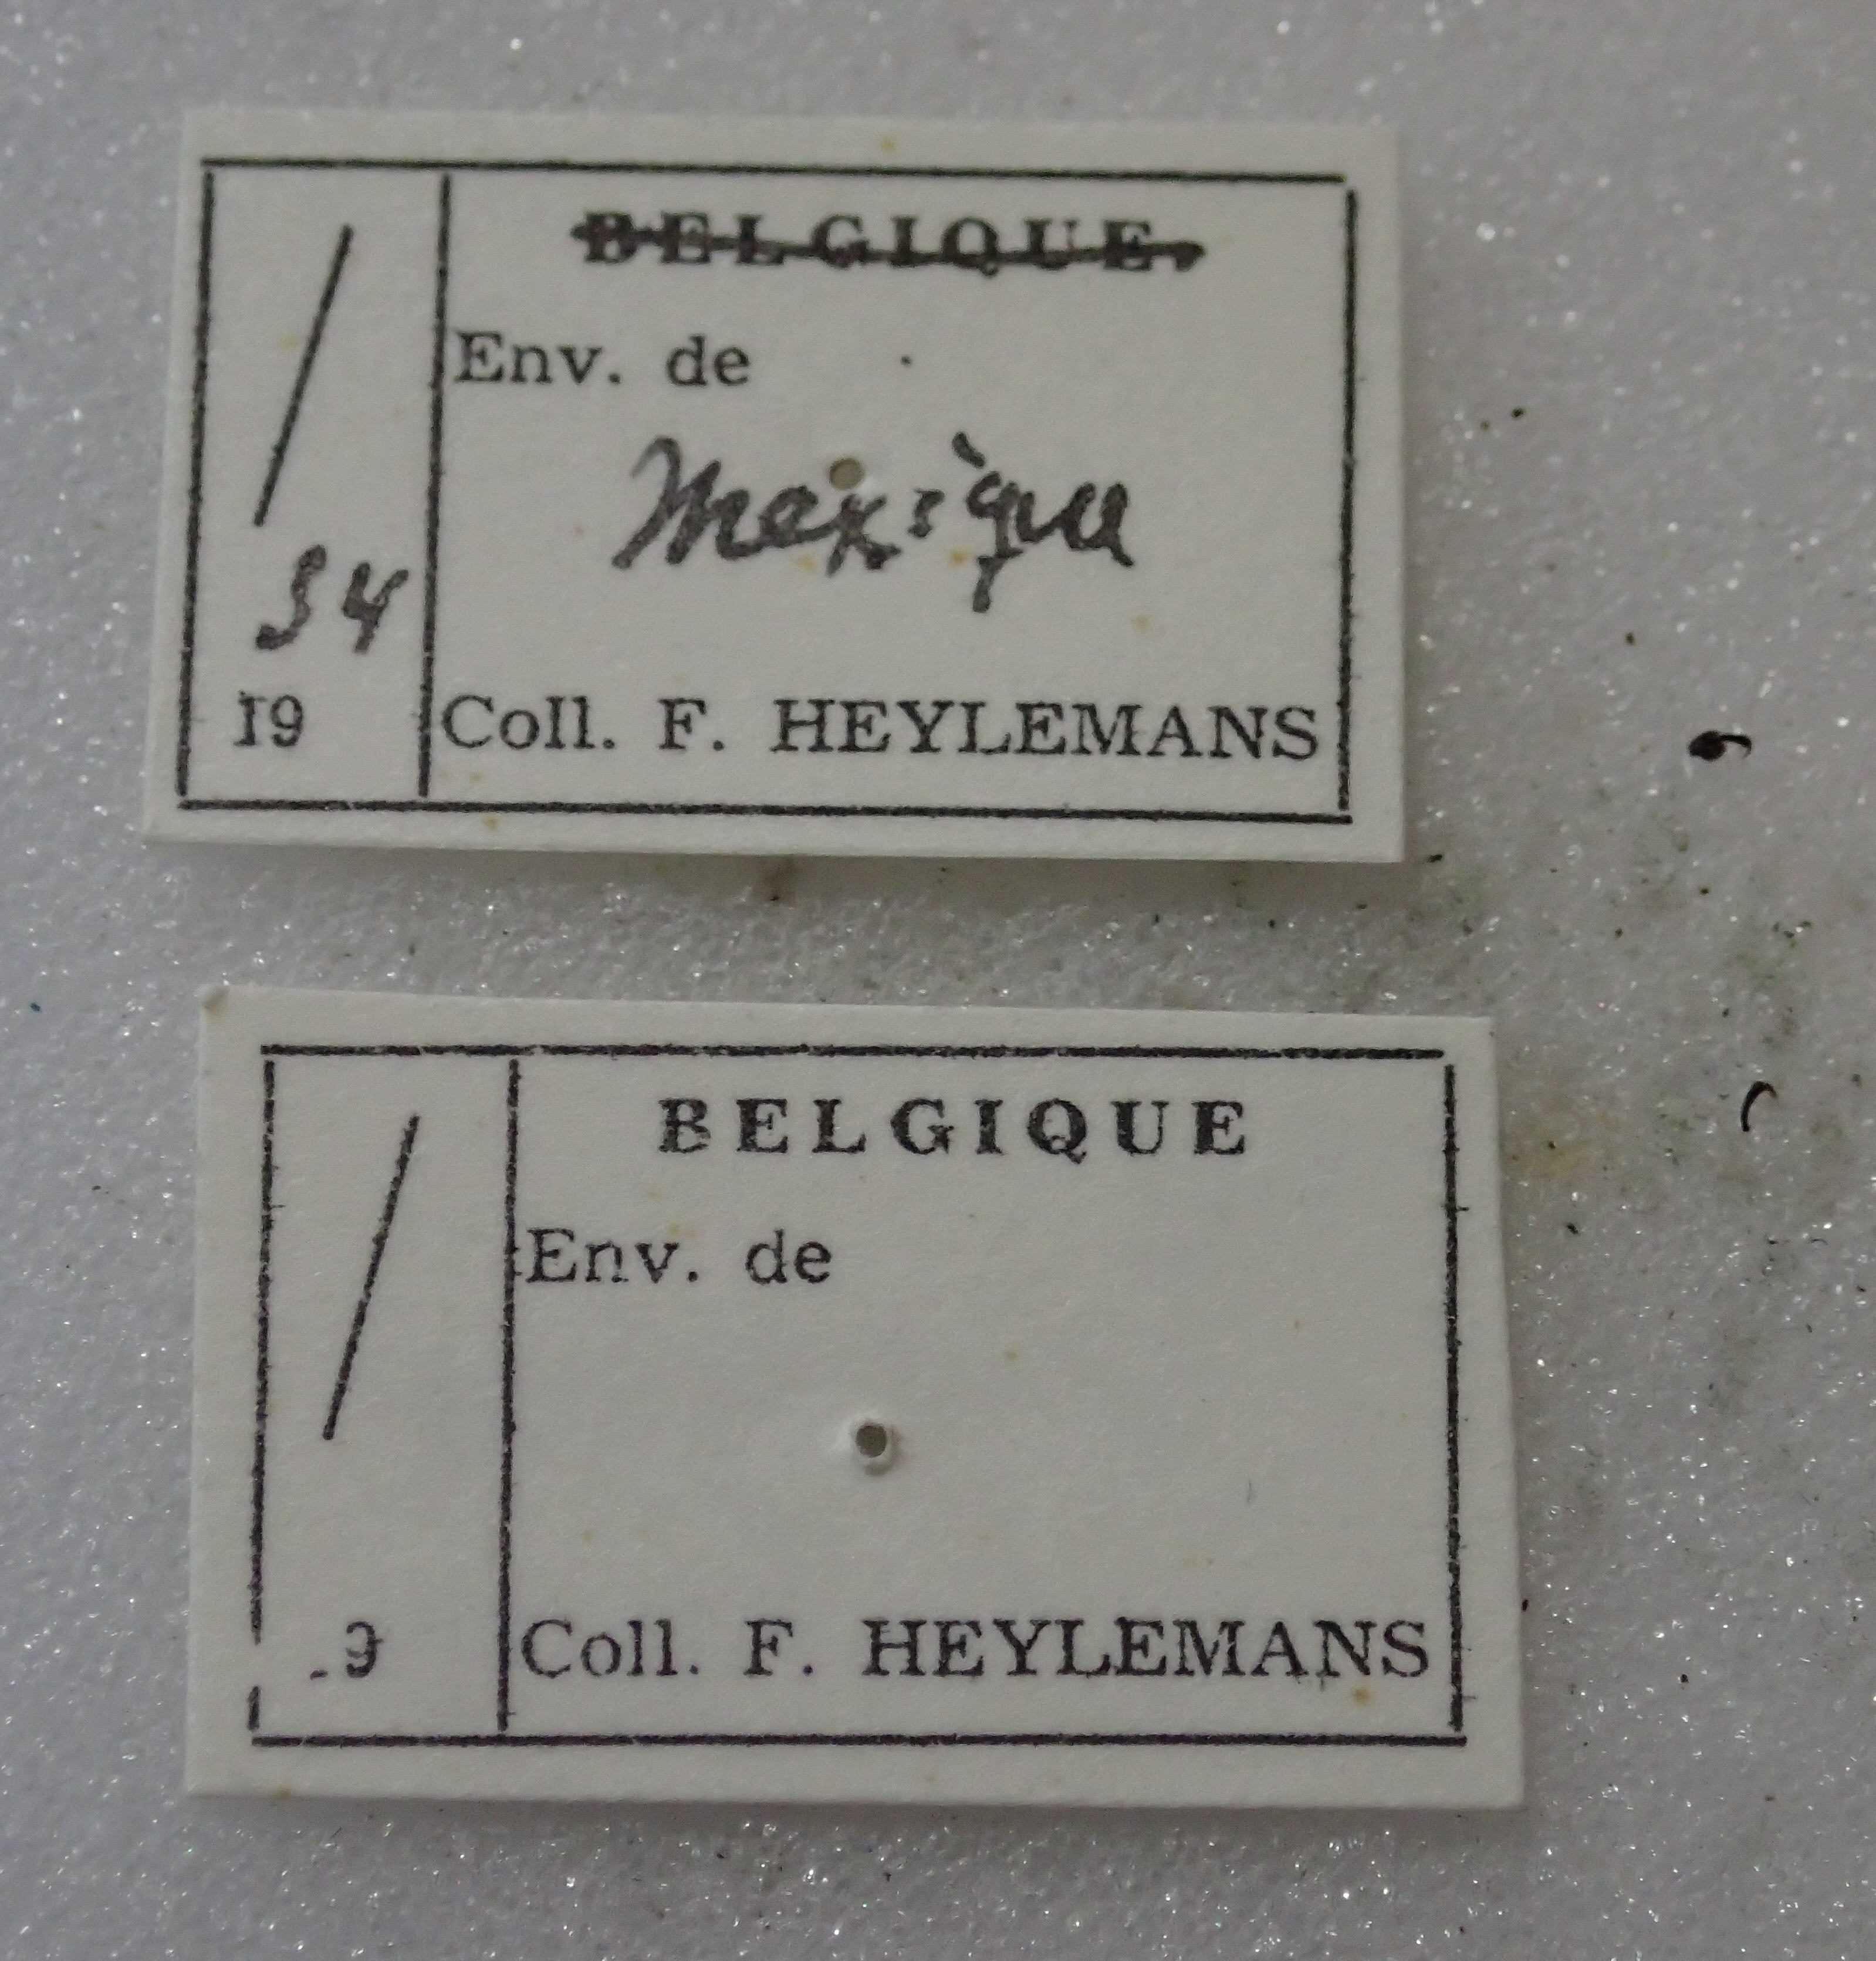 /
34
19
~~BELGIQUE.~~
Env. de
Mexique
Coll. F. HEYLEMANS
/
9
BELGIQUE
Env. de
Coll. F. HEYLEMANS